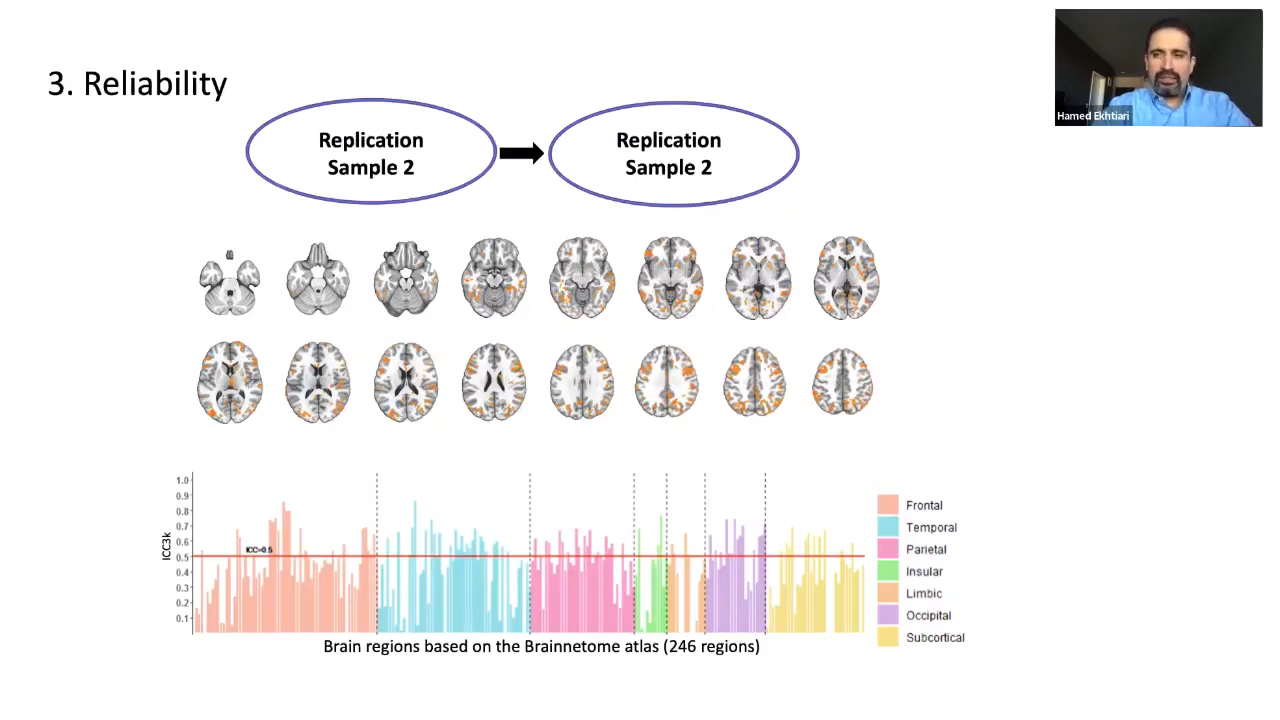 Hamed Ekhtiari
3. Reliability
Replication
Sample 2
Replication
Sample 2
1.0
0.9
0.8
0.7
0.6
0.5
0.4
0.3
0.2
0.1
ICC3k
ICC=0.5
Frontal
Temporal
Parietal
Insular
Limbic
Occipital
Subcortical
Brain regions based on the Brainnetome atlas (246 regions)